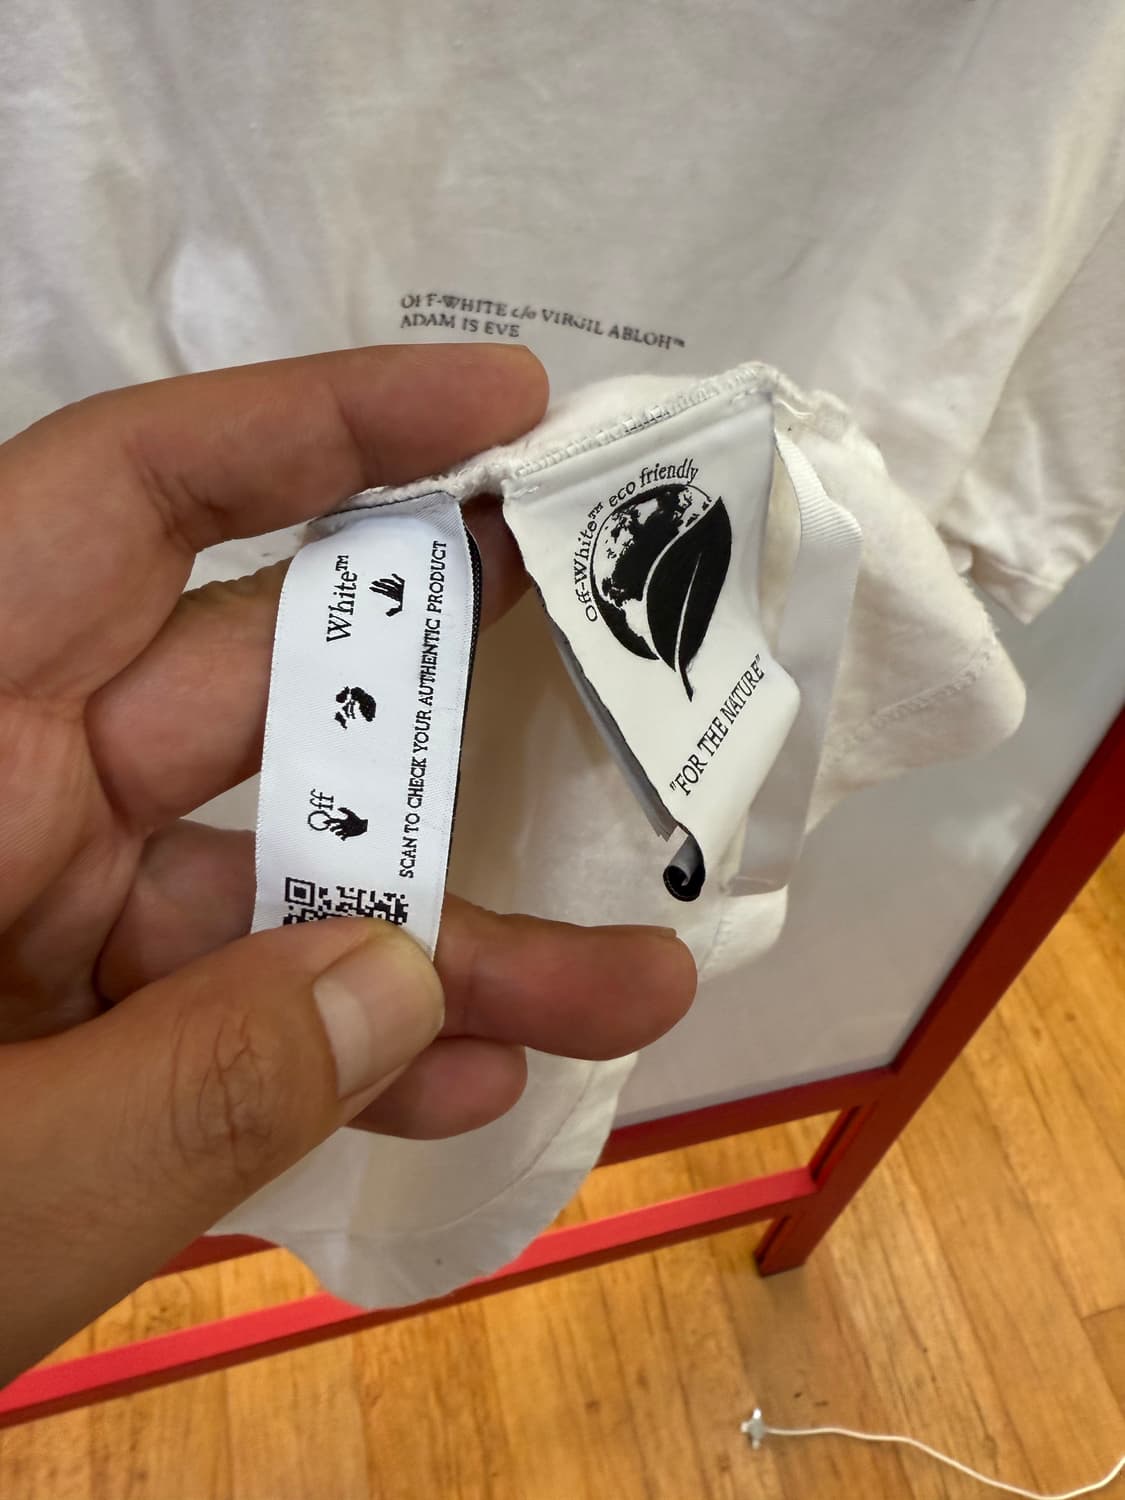 OFF-WHITE c/o VIRGIL ABLOH™
ADAM IS EVE
Off White™
SCAN TO CHECK YOUR AUTHENTIC PRODUCT
Off-White™ eco friendly
"FOR THE NATURE"